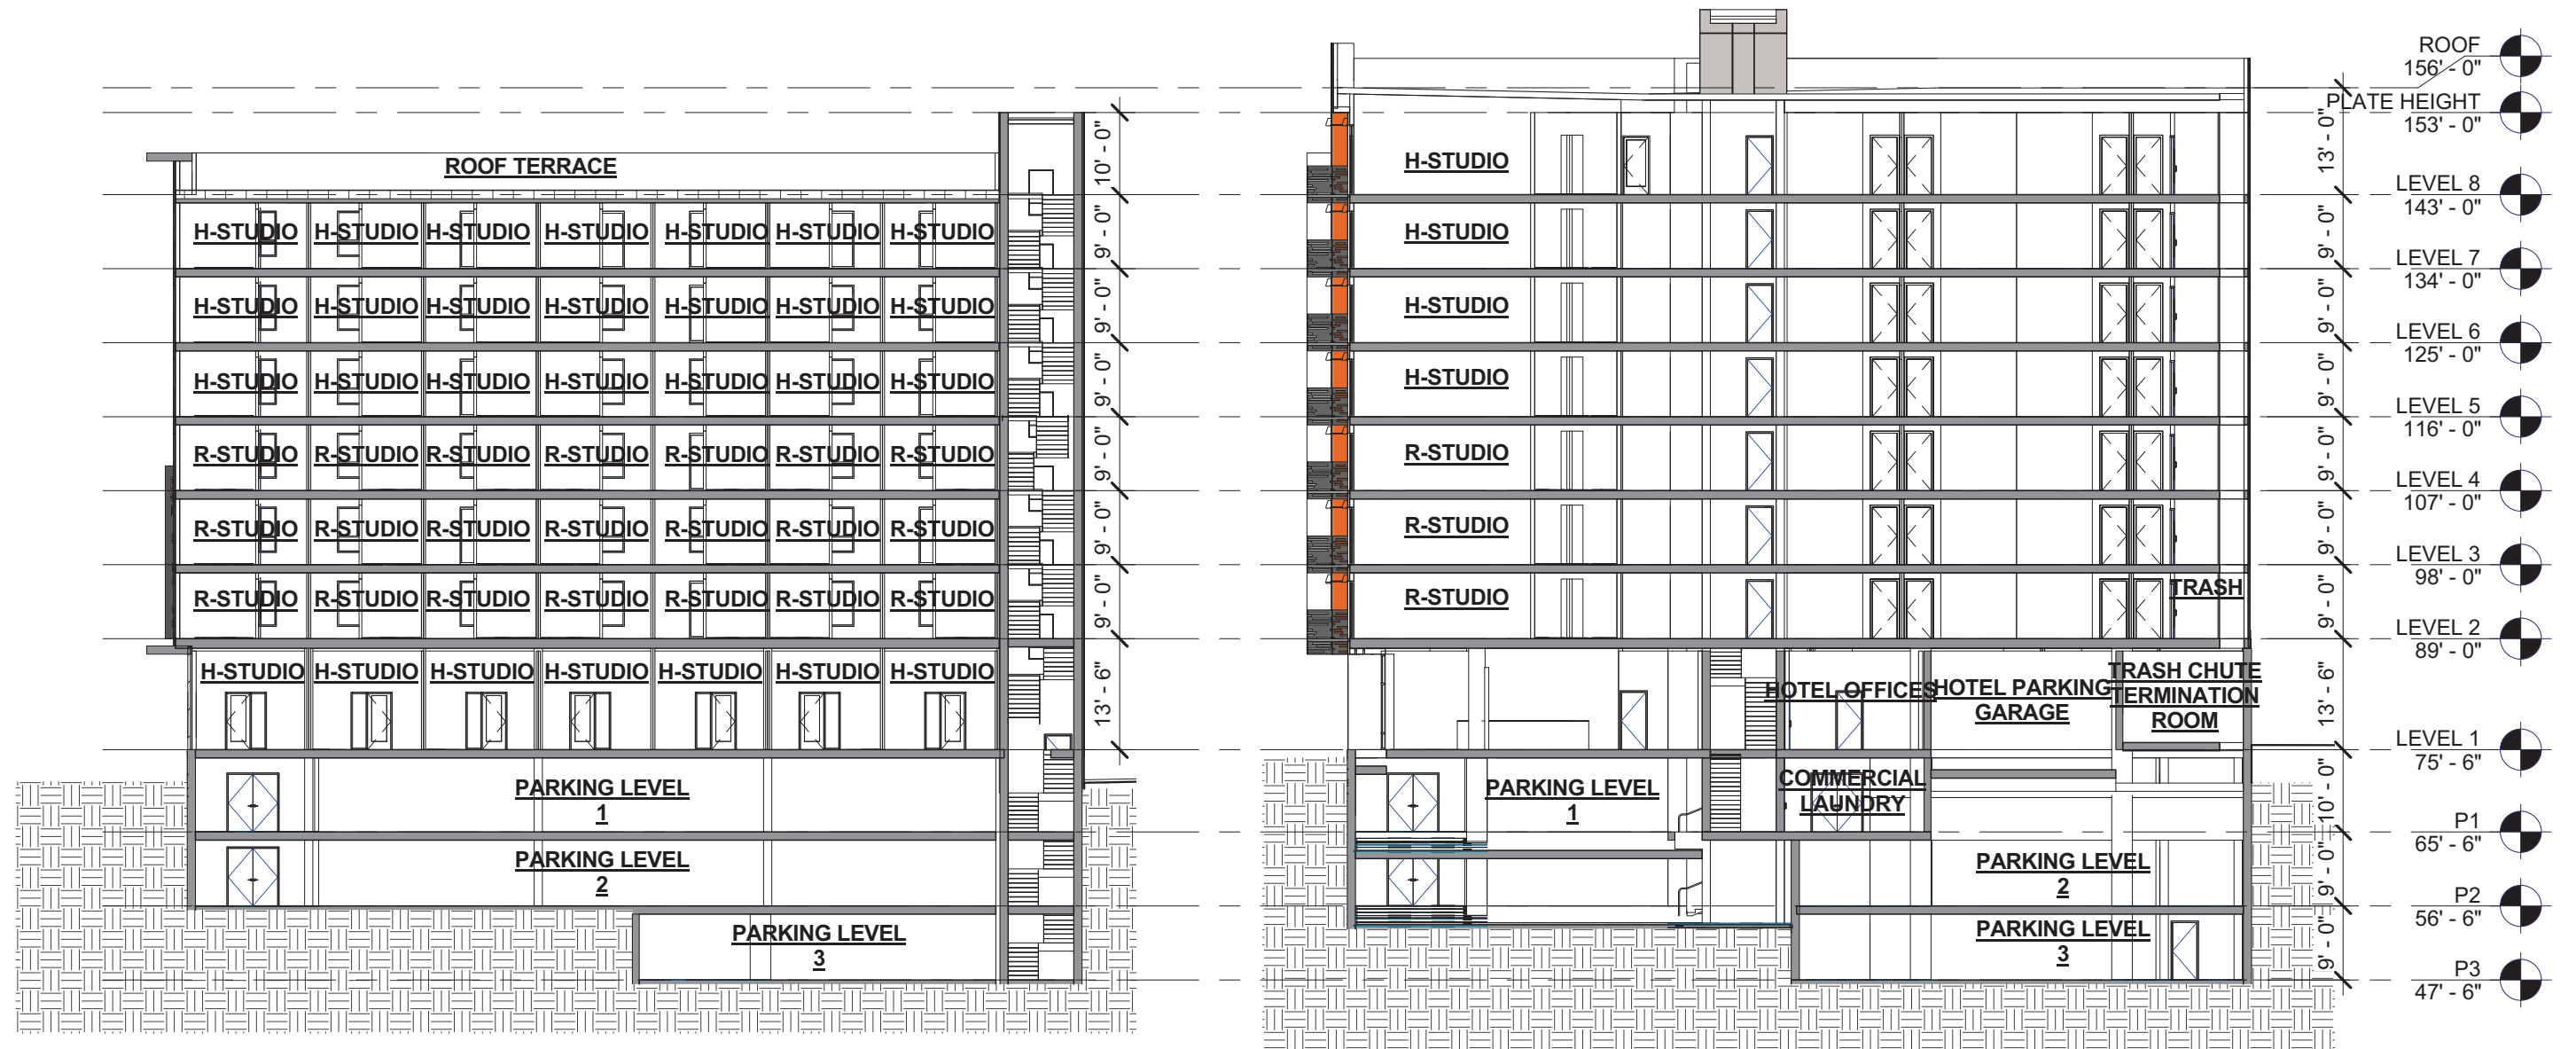 ROOF TERRACE
H-STUDIO H-STUDIO H-STUDIO H-STUDIO H-STUDIO H-STUDIO H-STUDIO
H-STUDIO H-STUDIO H-STUDIO H-STUDIO H-STUDIO H-STUDIO H-STUDIO
H-STUDIO H-STUDIO H-STUDIO H-STUDIO H-STUDIO H-STUDIO H-STUDIO
R-STUDIO R-STUDIO R-STUDIO R-STUDIO R-STUDIO R-STUDIO R-STUDIO
R-STUDIO R-STUDIO R-STUDIO R-STUDIO R-STUDIO R-STUDIO R-STUDIO
R-STUDIO R-STUDIO R-STUDIO R-STUDIO R-STUDIO R-STUDIO R-STUDIO
H-STUDIO H-STUDIO H-STUDIO H-STUDIO H-STUDIO H-STUDIO H-STUDIO
PARKING LEVEL
1
PARKING LEVEL
2
PARKING LEVEL
3
10' - 0"
9' - 0"
9' - 0"
9' - 0"
9' - 0"
9' - 0"
9' - 0"
13' - 6"
H-STUDIO
H-STUDIO
H-STUDIO
H-STUDIO
R-STUDIO
R-STUDIO
R-STUDIO
TRASH
HOTEL OFFICES
HOTEL PARKING
GARAGE
TRASH CHUTE
TERMINATION
ROOM
PARKING LEVEL
1
COMMERCIAL
LAUNDRY
PARKING LEVEL
2
PARKING LEVEL
3
13' - 0"
9' - 0"
9' - 0"
9' - 0"
9' - 0"
9' - 0"
9' - 0"
13' - 6"
10' - 0"
9' - 0"
9' - 0"
ROOF
156' - 0"
PLATE HEIGHT
153' - 0"
LEVEL 8
143' - 0"
LEVEL 7
134' - 0"
LEVEL 6
125' - 0"
LEVEL 5
116' - 0"
LEVEL 4
107' - 0"
LEVEL 3
98' - 0"
LEVEL 2
89' - 0"
LEVEL 1
75' - 6"
P1
65' - 6"
P2
56' - 6"
P3
47' - 6"